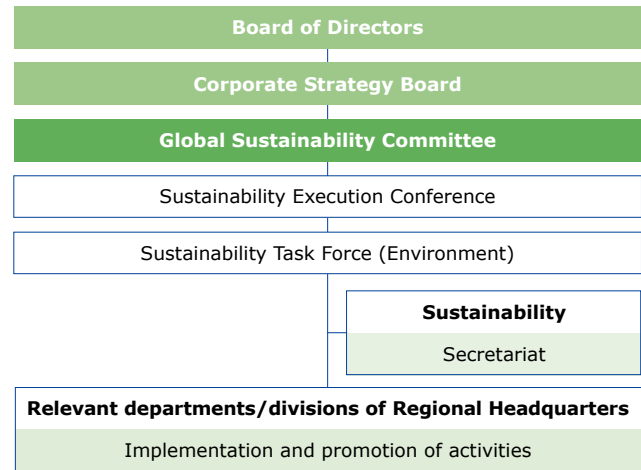 Board of Directors
Corporate Strategy Board
Global Sustainability Committee
Sustainability Execution Conference
Sustainability Task Force (Environment)
Sustainability
Secretariat
Relevant departments/divisions of Regional Headquarters
Implementation and promotion of activities